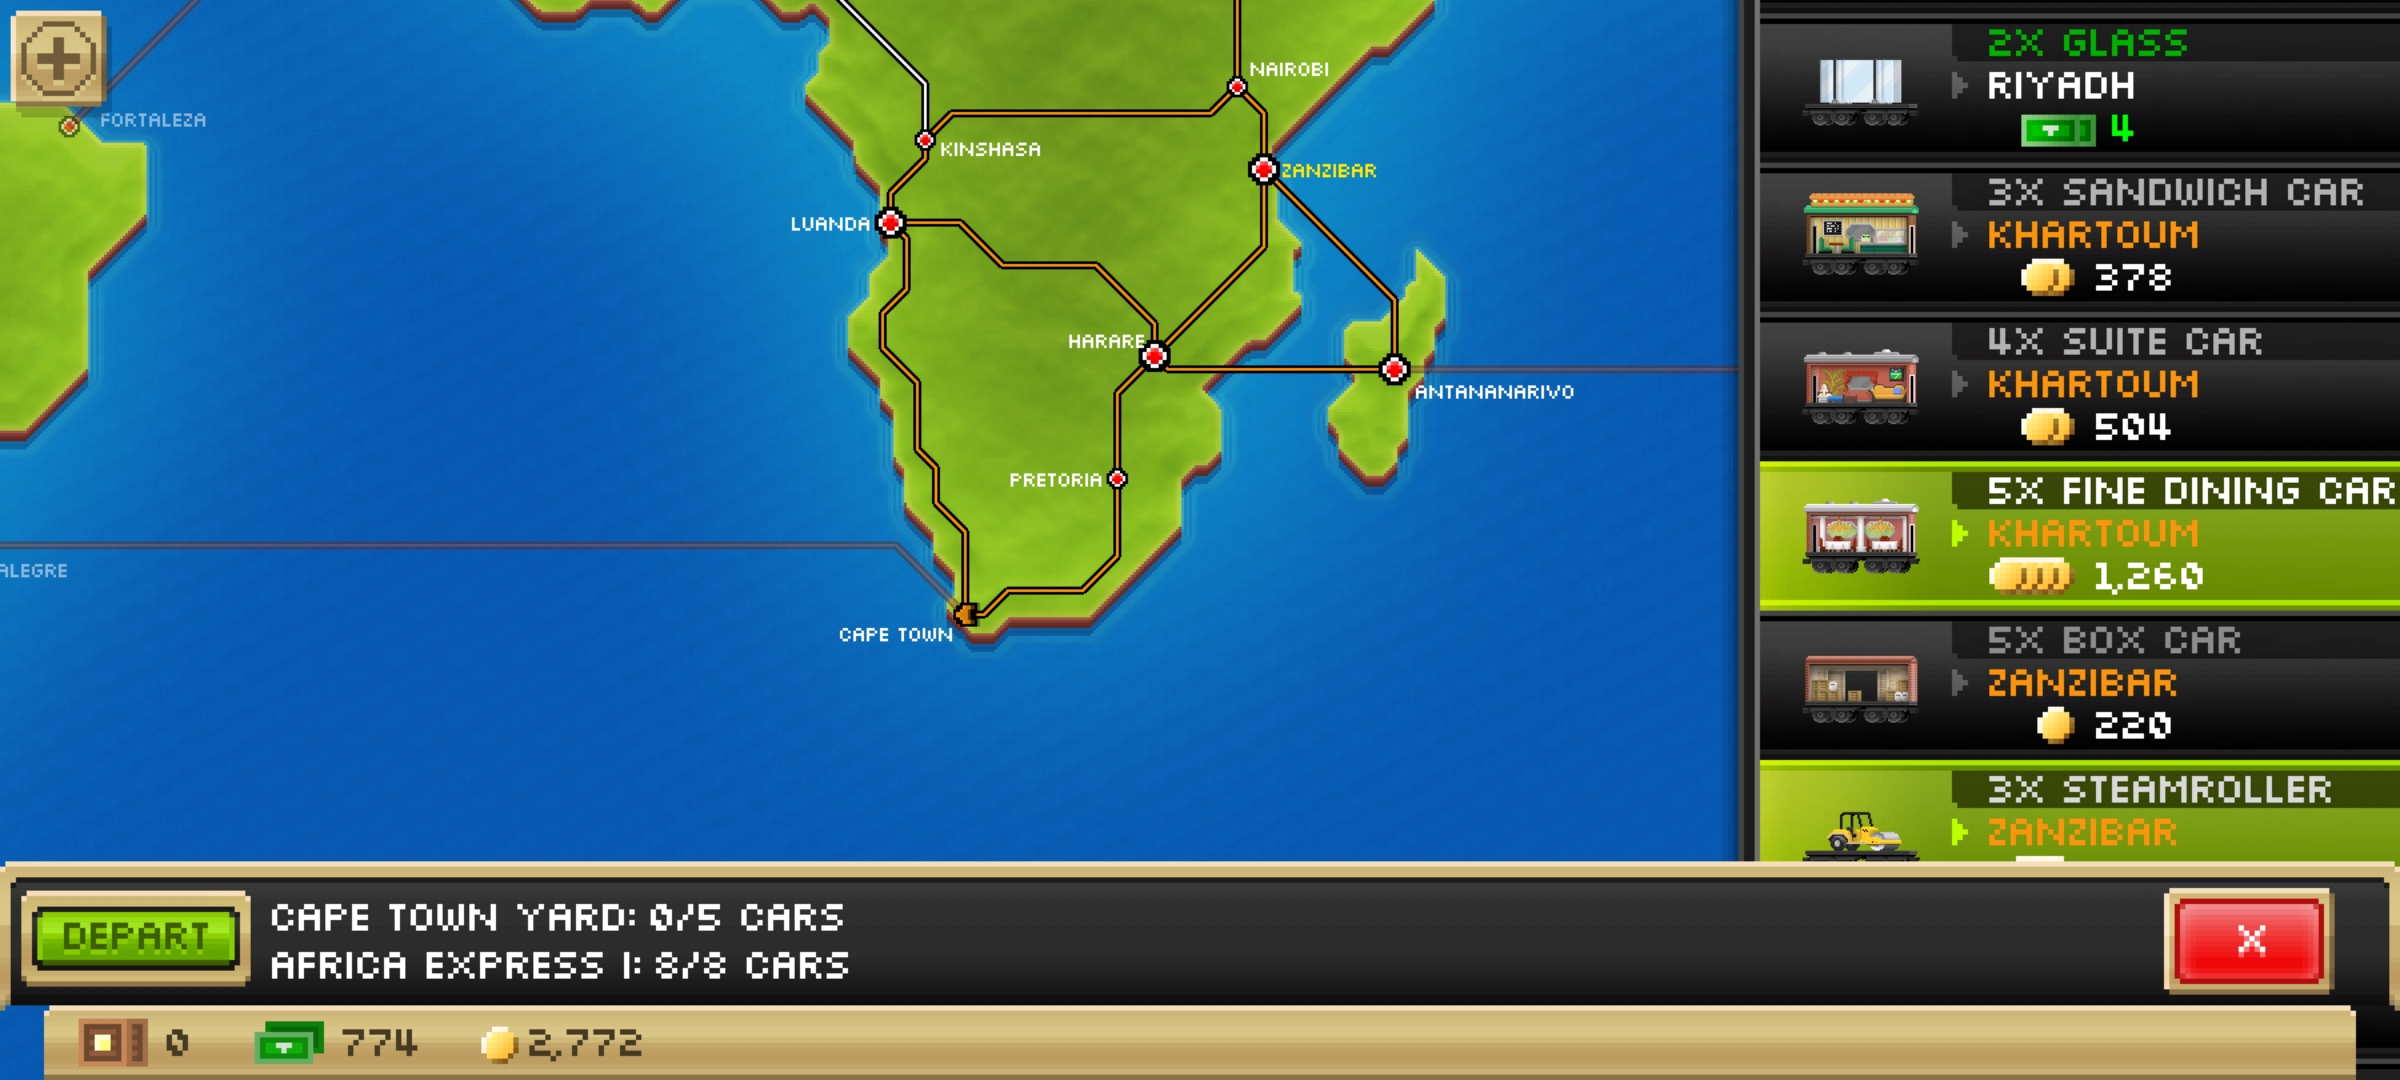 FORTALEZA
NAIROBI
KINSHASA
ZANZIBAR
LUANDA
HARARE
ANTANANARIVO
PRETORIA
ALEGRE
CAPE TOWN
2X GLASS
RIYADH
4
3X SANDWICH CAR
KHARTOUM
378
4X SUITE CAR
KHARTOUM
504
5X FINE DINING CAR
KHARTOUM
1,260
5X BOX CAR
ZANZIBAR
220
3X STEAMROLLER
ZANZIBAR
DEPART
CAPE TOWN YARD: 0/5 CARS
AFRICA EXPRESS I: 8/8 CARS
X
0
774
2,772